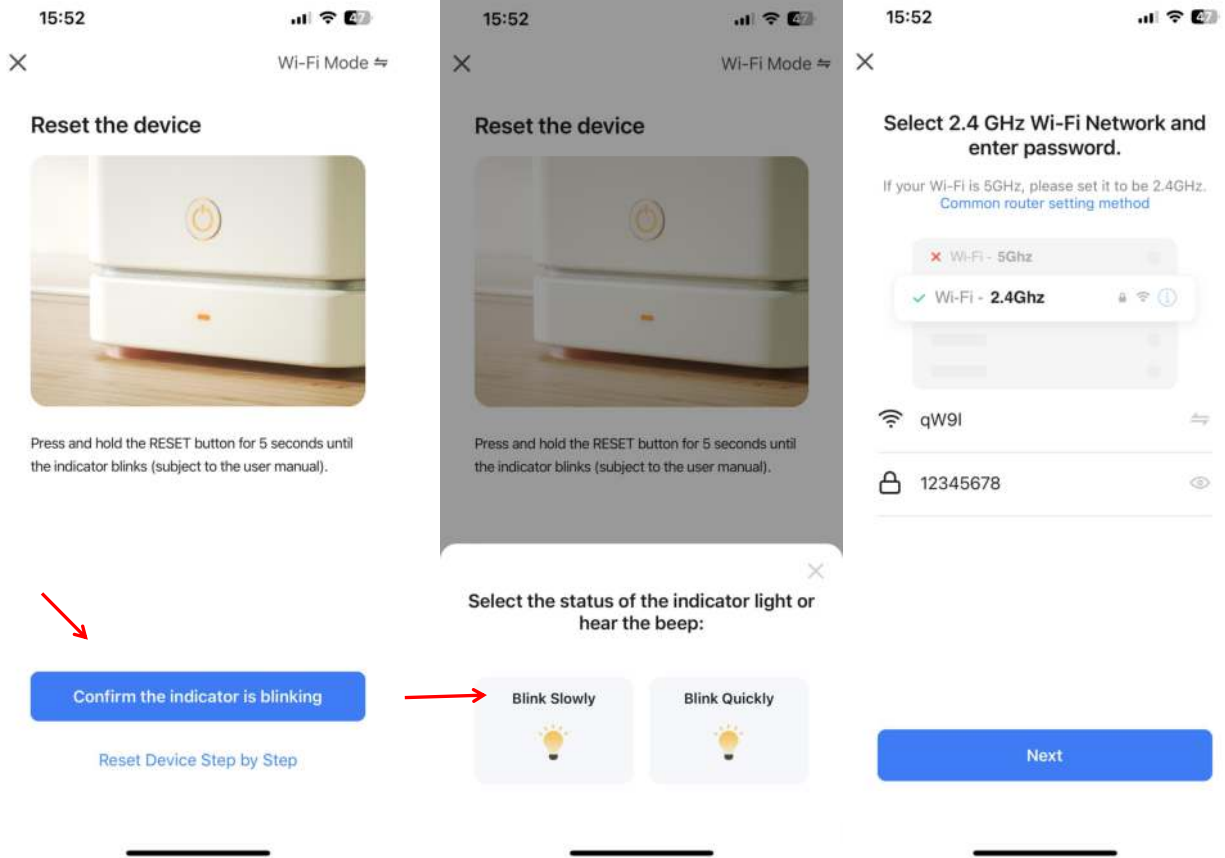 15:52
47
Wi-Fi Mode
Reset the device
Press and hold the RESET button for 5 seconds until
the indicator blinks (subject to the user manual).
Confirm the indicator is blinking
Reset Device Step by Step
15:52
47
Wi-Fi Mode
Reset the device
Press and hold the RESET button for 5 seconds until
the indicator blinks (subject to the user manual).
Select the status of the indicator light or
hear the beep:
Blink Slowly
Blink Quickly
15:52
47
Select 2.4 GHz Wi-Fi Network and
enter password.
If your Wi-Fi is 5GHz, please set it to be 2.4GHz.
Common router setting method
Wi-Fi - 5Ghz
Wi-Fi - 2.4Ghz
qW9I
12345678
Next